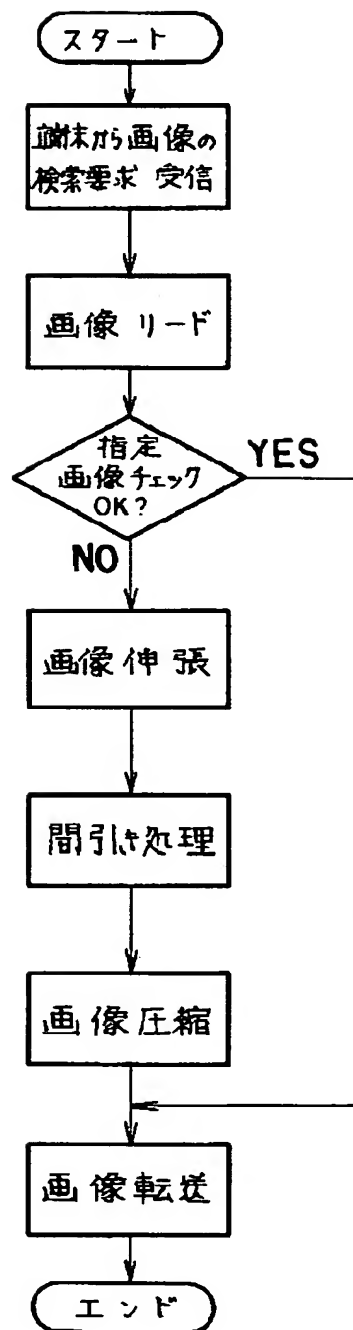 スタート
端末から画像の
検索要求 受信
画像 リード
指定
画像チェック
OK?
YES
NO
画像伸張
間引き処理
画像圧縮
画像転送
エンド